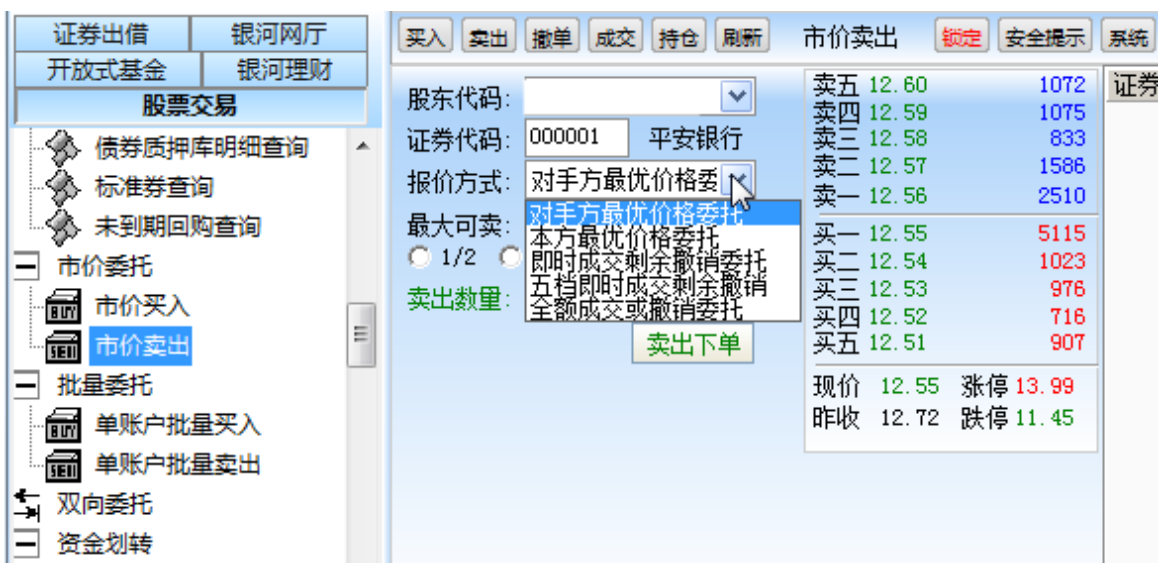 证券出借 银河网厅
开放式基金 银河理财
股票交易
债券质押库明细查询
标准券查询
未到期回购查询
市价委托
市价买入
市价卖出
批量委托
单账户批量买入
单账户批量卖出
双向委托
资金划转
买入 卖出 撤单 成交 持仓 刷新 市价卖出 锁定 安全提示 系统
股东代码:
证券代码: 000001 平安银行
报价方式: 对手方最优价格委
对手方最优价格委托
本方最优价格委托
即时成交剩余撤销委托
五档即时成交剩余撤销
全额成交或撤销委托
最大可卖:
1/2
卖出数量:
卖出下单
卖五 12.60 1072
卖四 12.59 1075
卖三 12.58 833
卖二 12.57 1586
卖一 12.56 2510
买一 12.55 5115
买二 12.54 1023
买三 12.53 976
买四 12.52 716
买五 12.51 907
现价 12.55 涨停 13.99
昨收 12.72 跌停 11.45
证券